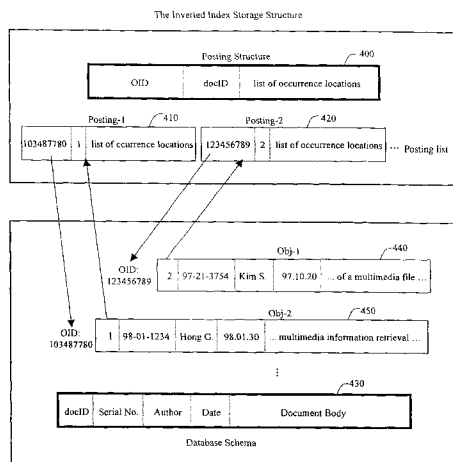 The Inverted Index Storage Structure
Posting Structure
400
OID docID list of occurrence locations
Posting-1 410 Posting-2 420
103487780 1 list of ccurrence locations 123456789 2 list of occurrence locations ... Posting list
Obj-1 440
OID:
123456789
2 97-21-3754 Kim S. 97.10.20 ... of a multimedia file ...
Obj-2 450
OID:
103487780
1 98-01-1234 Hong G. 98.01.30 ... multimedia information retrieval ...
430
docID Serial No. Author Date Document Body
Database Schema